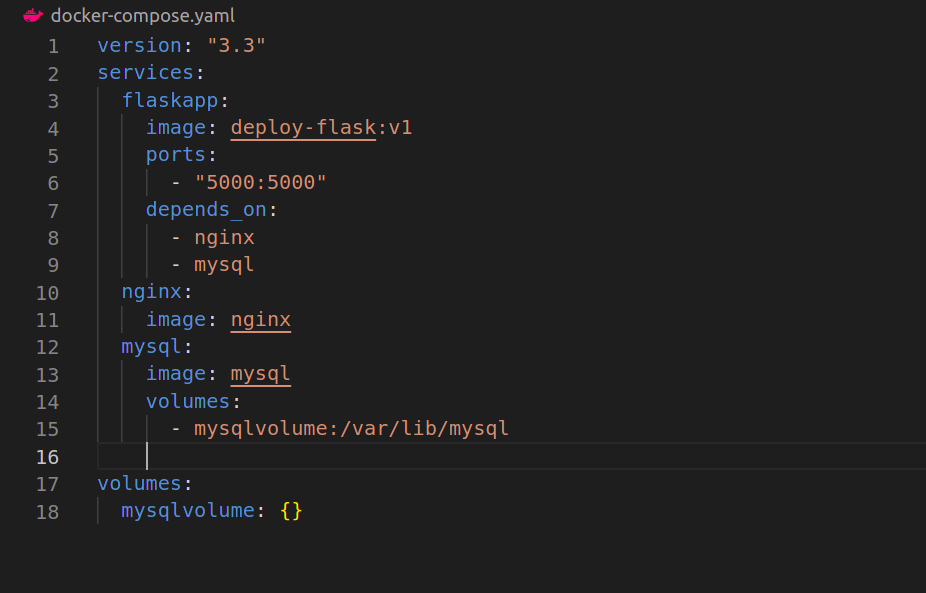 docker-compose.yaml
1 version: "3.3"
2 services:
3   flaskapp:
4     image: deploy-flask:v1
5     ports:
6       - "5000:5000"
7     depends_on:
8       - nginx
9       - mysql
10   nginx:
11     image: nginx
12   mysql:
13     image: mysql
14     volumes:
15       - mysqlvolume:/var/lib/mysql
16
17 volumes:
18   mysqlvolume: {}